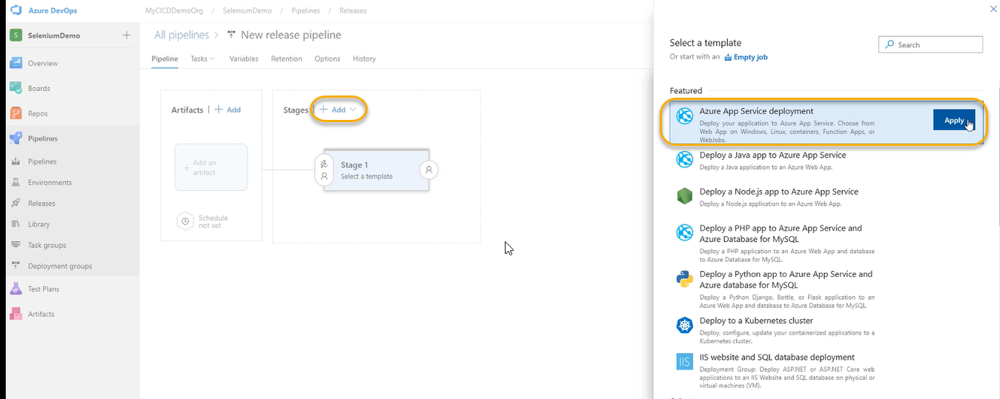 Azure DevOps
MyCICDDemoOrg / SeleniumDemo / Pipelines / Releases
S SeleniumDemo +
Overview
Boards
Repos
Pipelines
Pipelines
Environments
Releases
Library
Task groups
Deployment groups
Test Plans
Artifacts
All pipelines > New release pipeline
Pipeline Tasks Variables Retention Options History
Artifacts | + Add
+ Add an
artifact
Schedule
not set
Stages | + Add
Stage 1
Select a template
Select a template
Or start with an Empty job
Search
Featured
Azure App Service deployment
Deploy your application to Azure App Service. Choose from
Web App on Windows, Linux, containers, Function Apps, or
WebJobs.
Apply
Deploy a Java app to Azure App Service
Deploy a Java application to an Azure Web App.
Deploy a Node.js app to Azure App Service
Deploy a Node.js application to an Azure Web App.
Deploy a PHP app to Azure App Service and
Azure Database for MySQL
Deploy a PHP application to an Azure Web App and database
to Azure Database for MySQL.
Deploy a Python app to Azure App Service and
Azure database for MySQL
Deploy a Python Django, Bottle, or Flask application to an
Azure Web App and database to Azure Database for MySQL.
Deploy to a Kubernetes cluster
Deploy, configure, update your containerized applications to a
Kubernetes cluster.
IIS
IIS website and SQL database deployment
Deployment Group: Deploy ASP.NET or ASP.NET Core web
applications to an IIS Website and SQL database on physical or
virtual machines (VM).